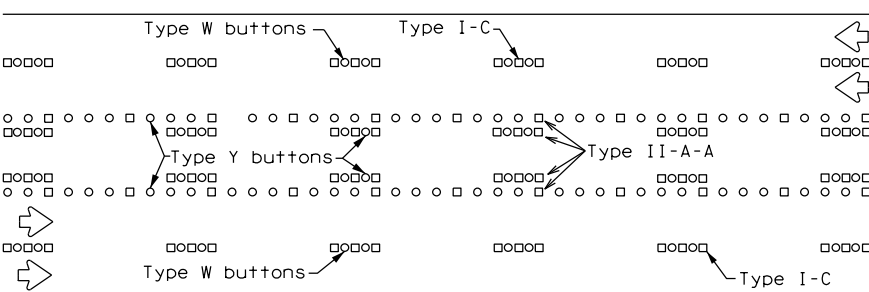 Type W buttons
Type I-C
Type Y buttons
Type II-A-A
Type W buttons
Type I-C